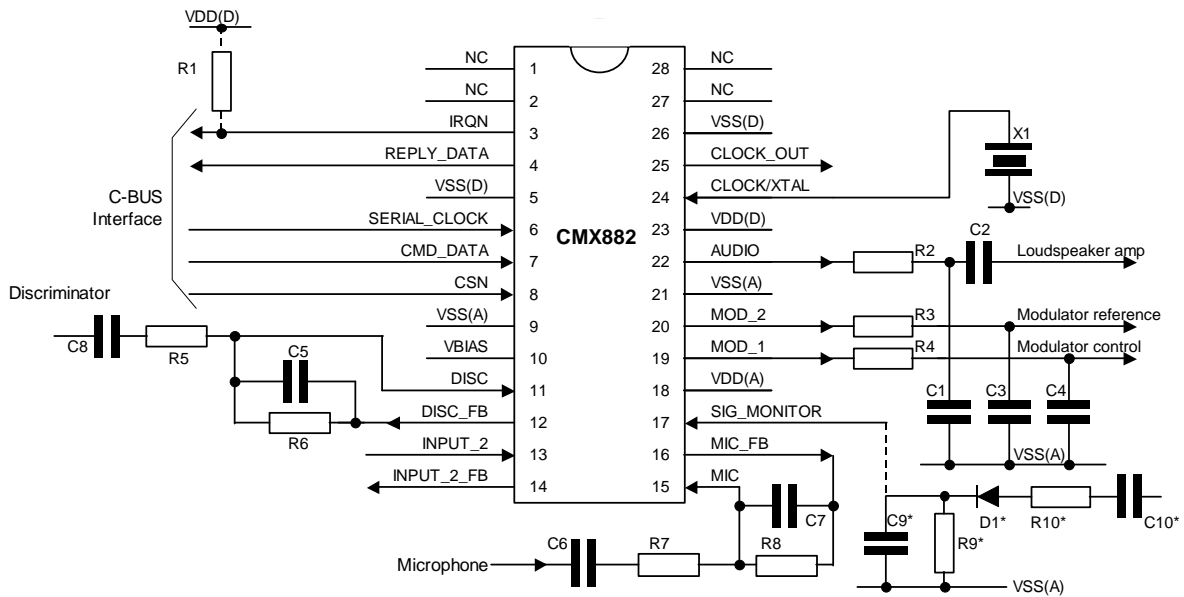 VDD(D)
R1
C-BUS
Interface
NC
1
NC
2
IRQN
3
REPLY_DATA
4
VSS(D)
5
SERIAL_CLOCK
6
CMD_DATA
7
CSN
8
VSS(A)
9
VBIAS
10
DISC
11
DISC_FB
12
INPUT_2
13
INPUT_2_FB
14
Discriminator
C8
R5
C5
R6
CMX882
28
NC
27
NC
26
VSS(D)
25
CLOCK_OUT
24
CLOCK/XTAL
23
VDD(D)
22
AUDIO
21
VSS(A)
20
MOD_2
19
MOD_1
18
VDD(A)
17
SIG_MONITOR
16
MIC_FB
15
MIC
X1
VSS(D)
R2
C2
Loudspeaker amp
R3
Modulator reference
R4
Modulator control
C1
C3
C4
VSS(A)
C7
Microphone
C6
R7
R8
C9*
R9*
D1*
R10*
C10*
VSS(A)